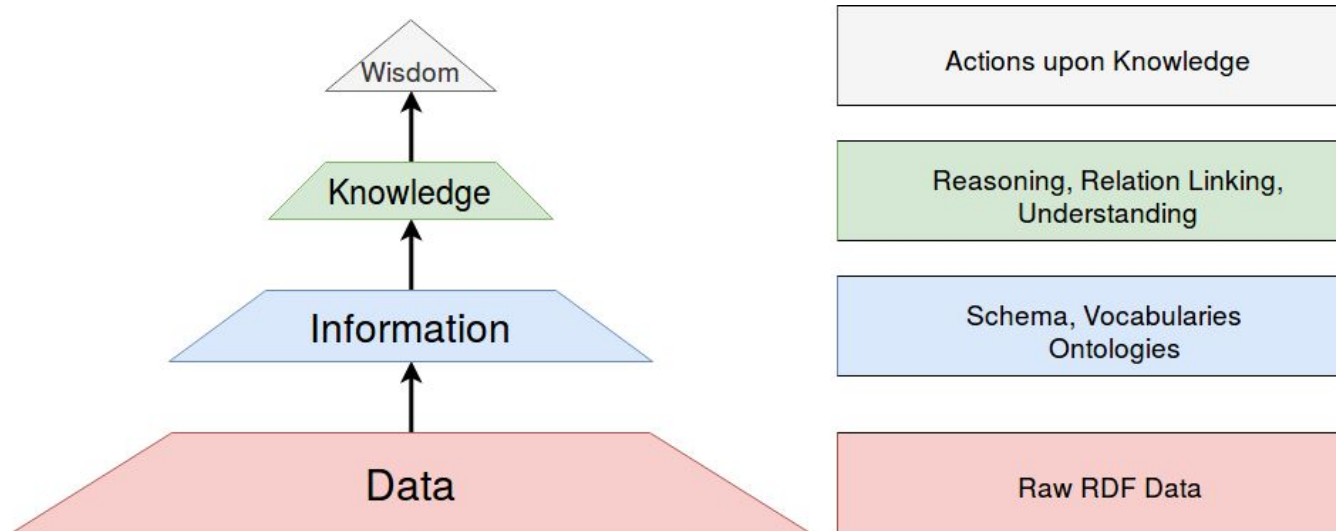 Wisdom
Actions upon Knowledge
Knowledge
Reasoning, Relation Linking,
Understanding
Information
Schema, Vocabularies
Ontologies
Data
Raw RDF Data